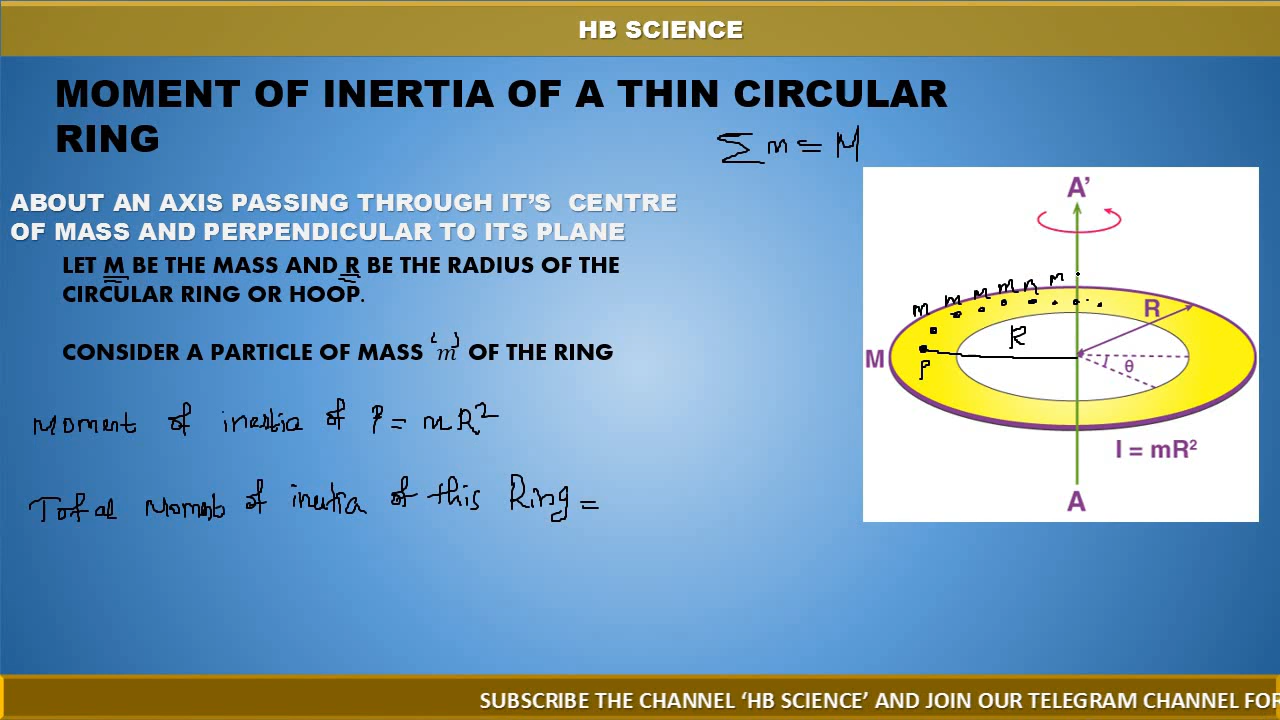 HB SCIENCE
MOMENT OF INERTIA OF A THIN CIRCULAR
RING
∑ m = M
ABOUT AN AXIS PASSING THROUGH IT'S CENTRE
OF MASS AND PERPENDICULAR TO ITS PLANE
LET M BE THE MASS AND R BE THE RADIUS OF THE
CIRCULAR RING OR HOOP.
CONSIDER A PARTICLE OF MASS 'm' OF THE RING
Moment of inertia of P = mR²
Total Moment of inertia of this Ring =
A'
m m m m m m
R
R
M
P
θ
I = mR²
A
SUBSCRIBE THE CHANNEL 'HB SCIENCE' AND JOIN OUR TELEGRAM CHANNEL FOR